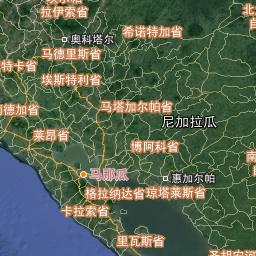 拉伊索省
奥科塔尔
希诺特加省
马德里斯省
特卡省
埃斯特利省
马塔加尔帕省
尼加拉瓜
德加省
莱昂省
博阿科省
马那瓜
惠加尔帕
格拉纳达省
琼塔莱斯省
卡拉索省
里瓦斯省